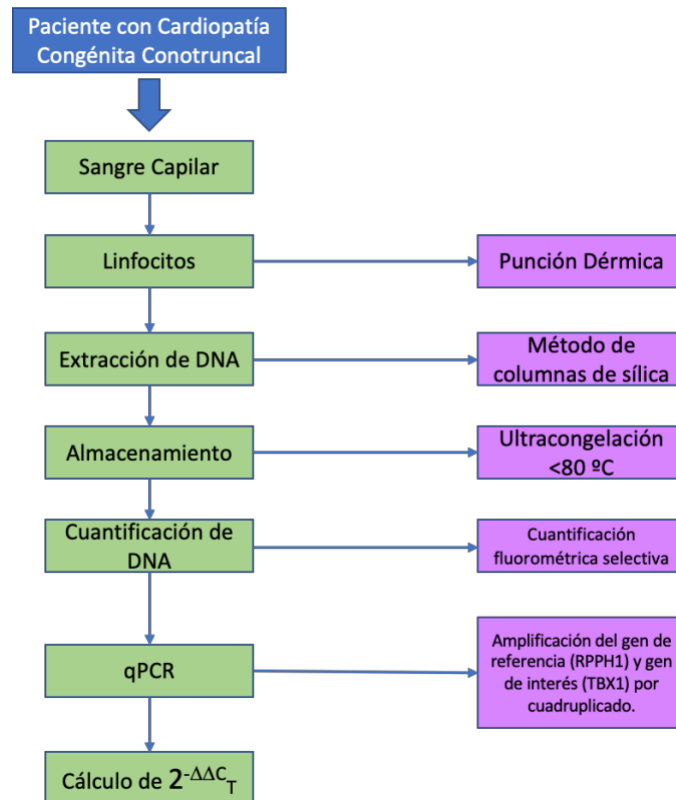 Paciente con Cardiopatía
Congénita Conotruncal
Sangre Capilar
Linfocitos
Punción Dérmica
Extracción de DNA
Método de
columnas de sílica
Almacenamiento
Ultracongelación
<80 ºC
Cuantificación de
DNA
Cuantificación
fluorométrica selectiva
qPCR
Amplificación del gen de
referencia (RPPH1) y gen
de interés (TBX1) por
cuadruplicado.
Cálculo de 2-ΔΔCT